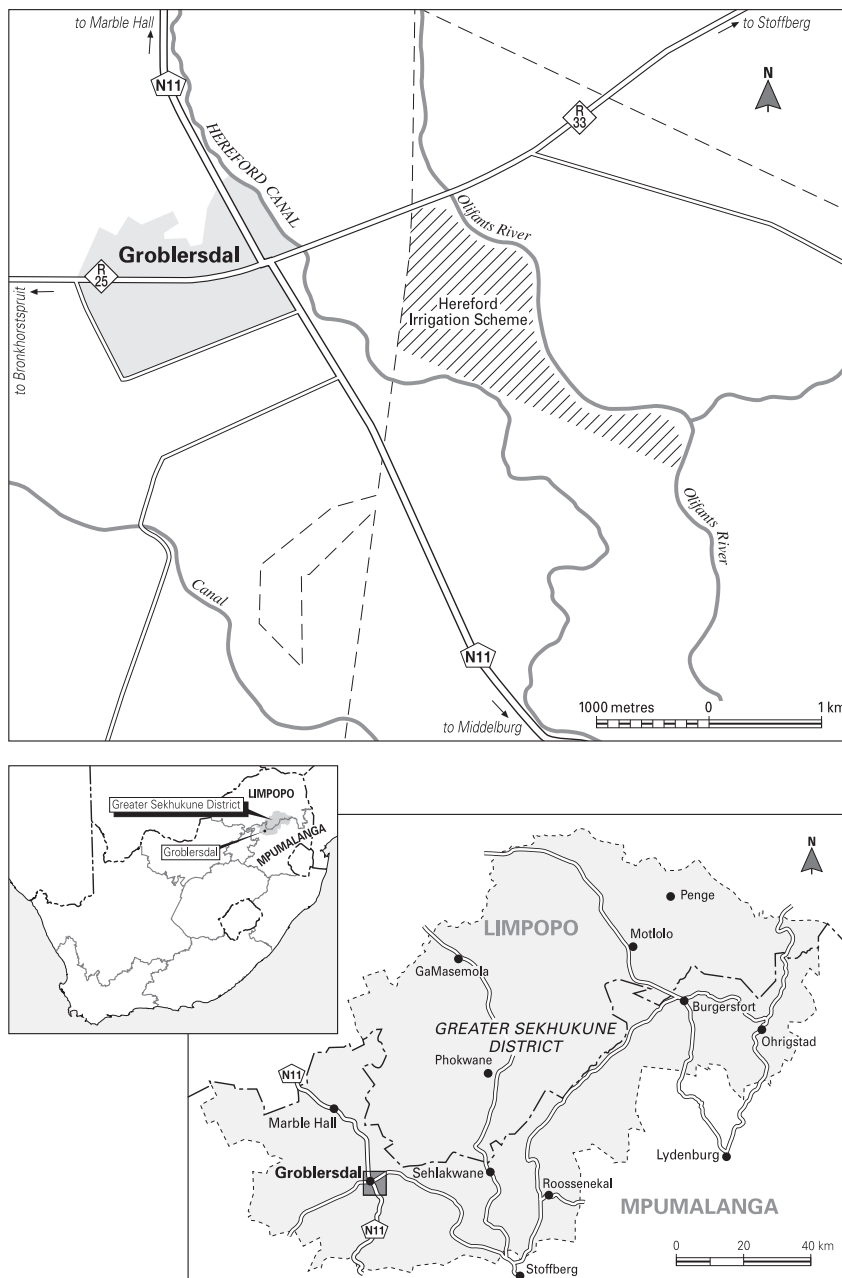 to Marble Hall
to Stoffberg
N
N11
R
33
HEREFORD CANAL
Olifants River
Groblersdal
R
25
Hereford
Irrigation Scheme
to Bronkhorstspruit
Olifants River
Canal
N11
1000 metres 0 1 km
to Middelburg
LIMPOPO
Greater Sekhukune District
Groblersdal
MPUMALANGA
N
Penge
LIMPOPO
Motlolo
GaMasemola
Burgersfort
GREATER SEKHUKUNE
DISTRICT
Ohrigstad
Phokwane
N11
Marble Hall
Lydenburg
Groblersdal
Sehlakwane
Roossenekal
MPUMALANGA
N11
0 20 40 km
Stoffberg